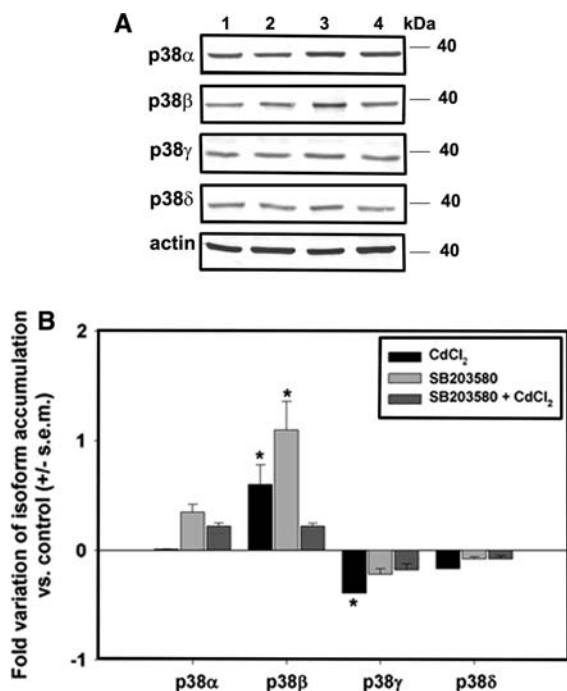 A
1 2 3 4 kDa
p38α 40
p38β 40
p38γ 40
p38δ 40
actin 40
B
Fold variation of isoform accumulation
vs. control (+/- s.e.m.)
2
1
0
-1
CdCl₂
SB203580
SB203580 + CdCl₂
*
*
*
p38α p38β p38γ p38δ